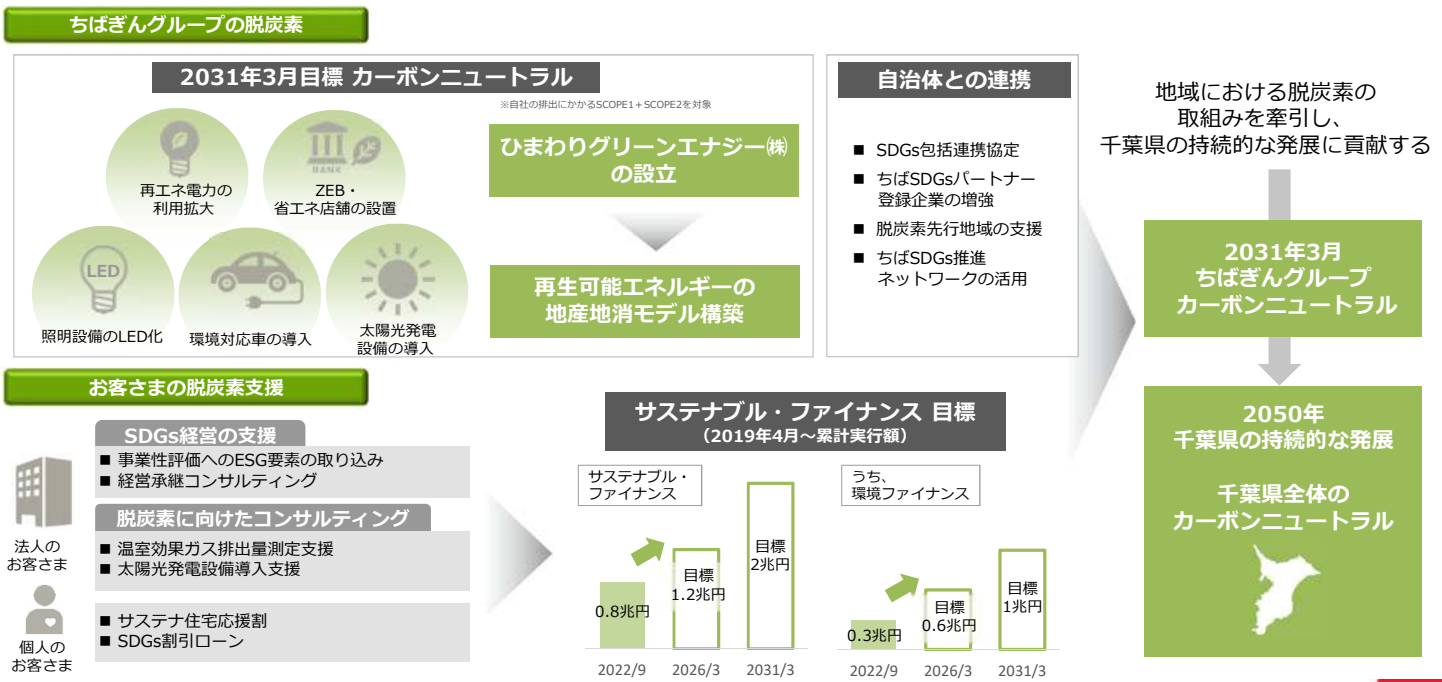 ちばぎんグループの脱炭素
2031年3月目標 カーボンニュートラル
※自社の排出にかかるSCOPE1+SCOPE2を対象
再エネ電力の
利用拡大
BANK
ZEB・
省エネ店舗の設置
LED
照明設備のLED化
環境対応車の導入
太陽光発電
設備の導入
ひまわりグリーンエナジー㈱
の設立
再生可能エネルギーの
地産地消モデル構築
自治体との連携
■ SDGs包括連携協定
■ ちばSDGsパートナー
登録企業の増強
■ 脱炭素先行地域の支援
■ ちばSDGs推進
ネットワークの活用
地域における脱炭素の
取組みを牽引し、
千葉県の持続的な発展に貢献する
2031年3月
ちばぎんグループ
カーボンニュートラル
2050年
千葉県の持続的な発展
千葉県全体の
カーボンニュートラル
お客さまの脱炭素支援
法人の
お客さま
SDGs経営の支援
■ 事業性評価へのESG要素の取り込み
■ 経営承継コンサルティング
脱炭素に向けたコンサルティング
■ 温室効果ガス排出量測定支援
■ 太陽光発電設備導入支援
個人の
お客さま
■ サステナ住宅応援割
■ SDGs割引ローン
サステナブル・ファイナンス 目標
（2019年4月～累計実行額）
サステナブル・
ファイナンス
0.8兆円
目標
1.2兆円
目標
2兆円
2022/9 2026/3 2031/3
うち、
環境ファイナンス
0.3兆円
目標
0.6兆円
目標
1兆円
2022/9 2026/3 2031/3